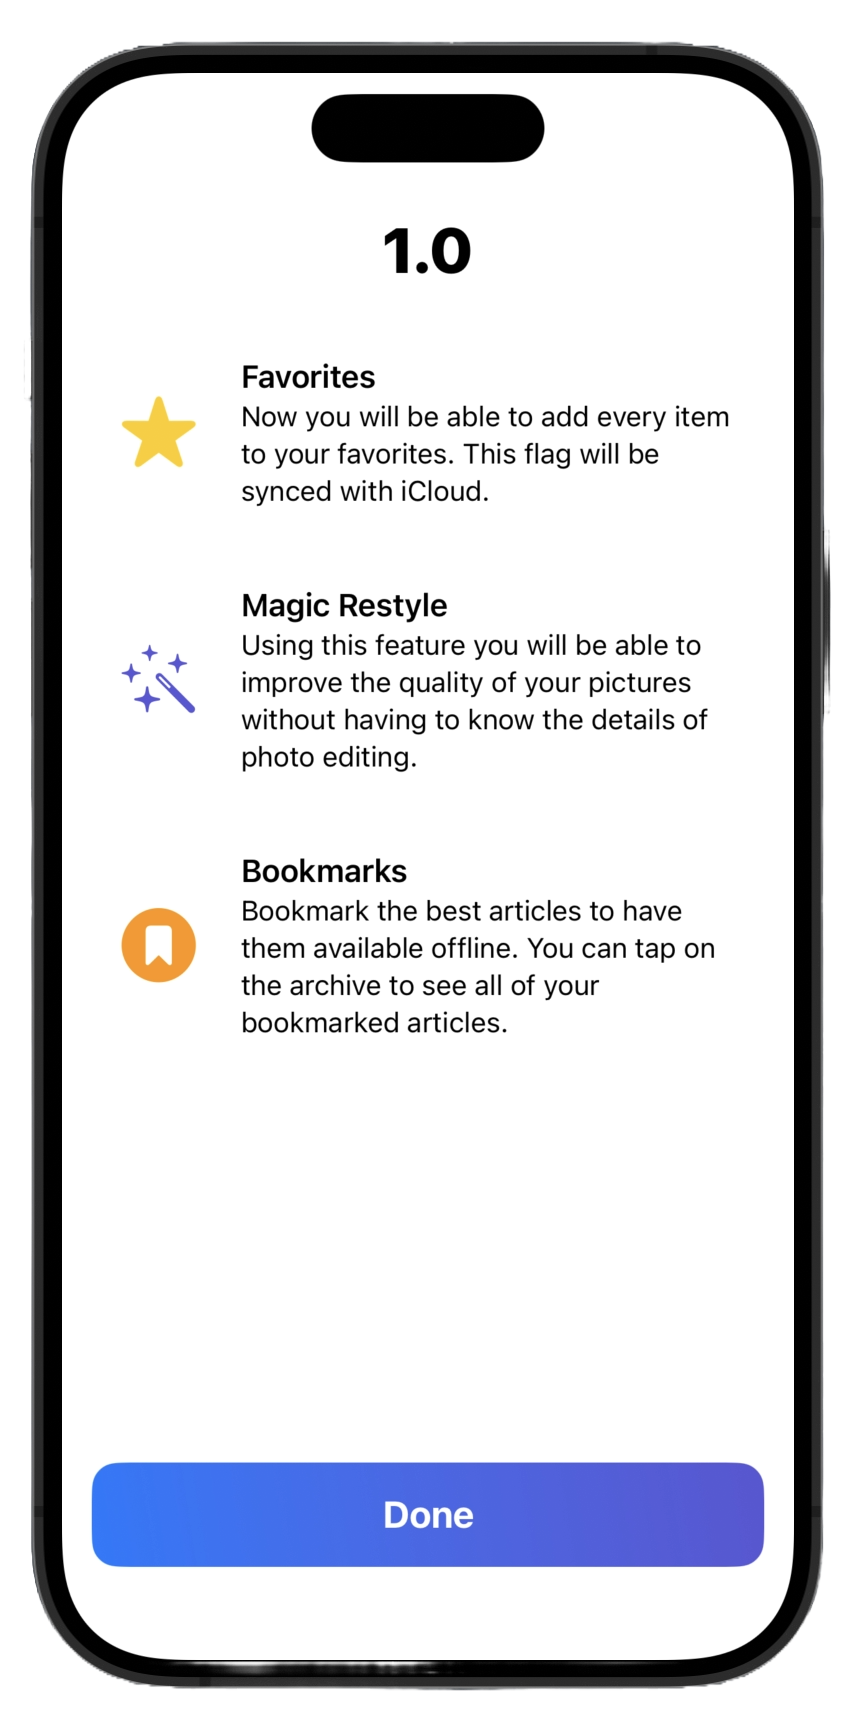 1.0
Favorites
Now you will be able to add every item
to your favorites. This flag will be
synced with iCloud.
Magic Restyle
Using this feature you will be able to
improve the quality of your pictures
without having to know the details of
photo editing.
Bookmarks
Bookmark the best articles to have
them available offline. You can tap on
the archive to see all of your
bookmarked articles.
Done